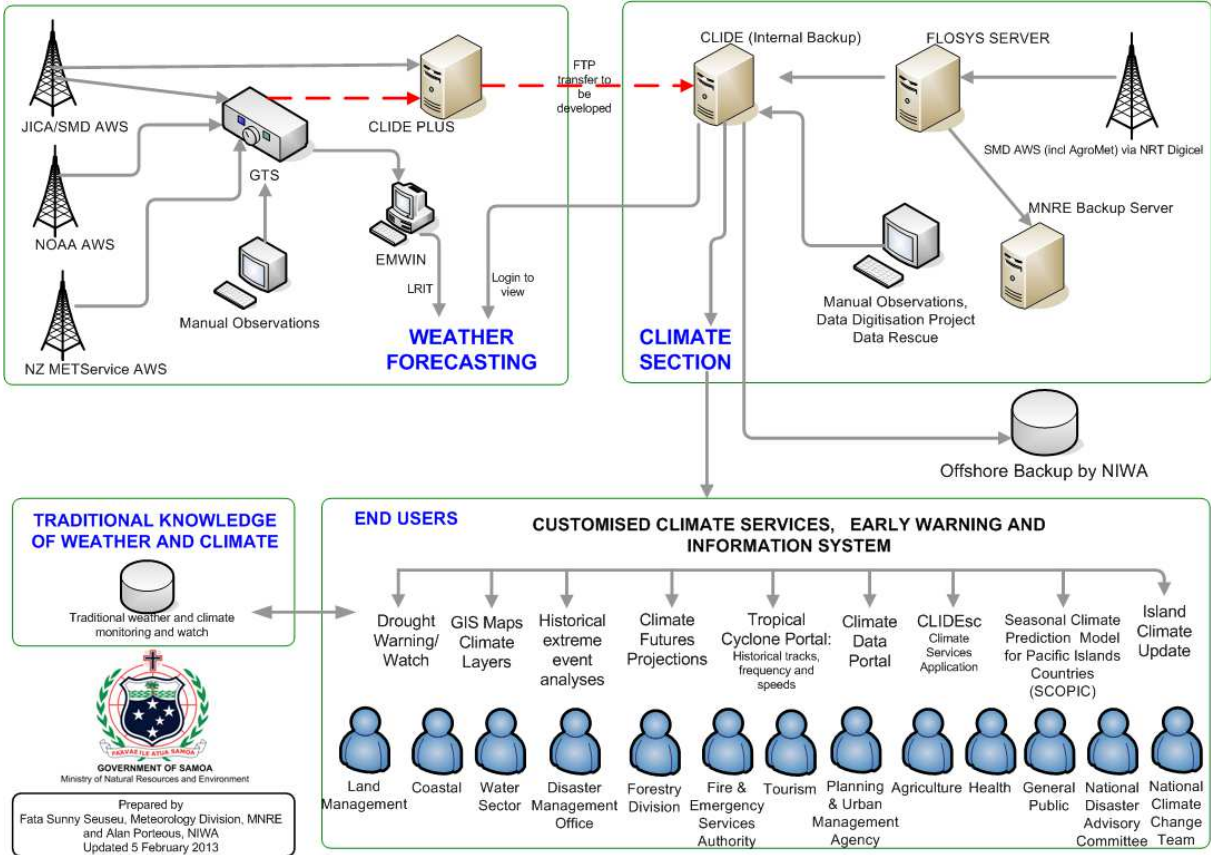 JICA/SMD AWS
NOAA AWS
NZ METService AWS
GTS
Manual Observations
CLIDE PLUS
EMWIN
LRIT
FTP
transfer to
be
developed
Login to
view
WEATHER
FORECASTING
CLIDE (Internal Backup)
FLOSYS SERVER
SMD AWS (incl AgroMet) via NRT Digicel
MNRE Backup Server
Manual Observations,
Data Digitisation Project
Data Rescue
CLIMATE
SECTION
Offshore Backup by NIWA
TRADITIONAL KNOWLEDGE
OF WEATHER AND CLIMATE
Traditional weather and climate
monitoring and watch
FAAVAE ILE ATUA SAMOA
GOVERNMENT OF SAMOA
Ministry of Natural Resources and Environment
Prepared by
Fata Sunny Seuseu, Meteorology Division, MNRE
and Alan Porteous, NIWA
Updated 5 February 2013
END USERS
CUSTOMISED CLIMATE SERVICES, EARLY WARNING AND
INFORMATION SYSTEM
Drought
Warning/
Watch
GIS Maps
Climate
Layers
Historical
extreme
event
analyses
Climate
Futures
Projections
Tropical
Cyclone Portal:
Historical tracks,
frequency and
speeds
Climate
Data
Portal
CLIDEsc
Climate
Services
Application
Seasonal Climate
Prediction Model
for Pacific Islands
Countries
(SCOPIC)
Island
Climate
Update
Land
Management
Coastal
Water
Sector
Disaster
Management
Office
Forestry
Division
Fire &
Emergency
Services
Authority
Tourism
Planning
& Urban
Management
Agency
Agriculture
Health
General
Public
National
Disaster
Advisory
Committee
National
Climate
Change
Team